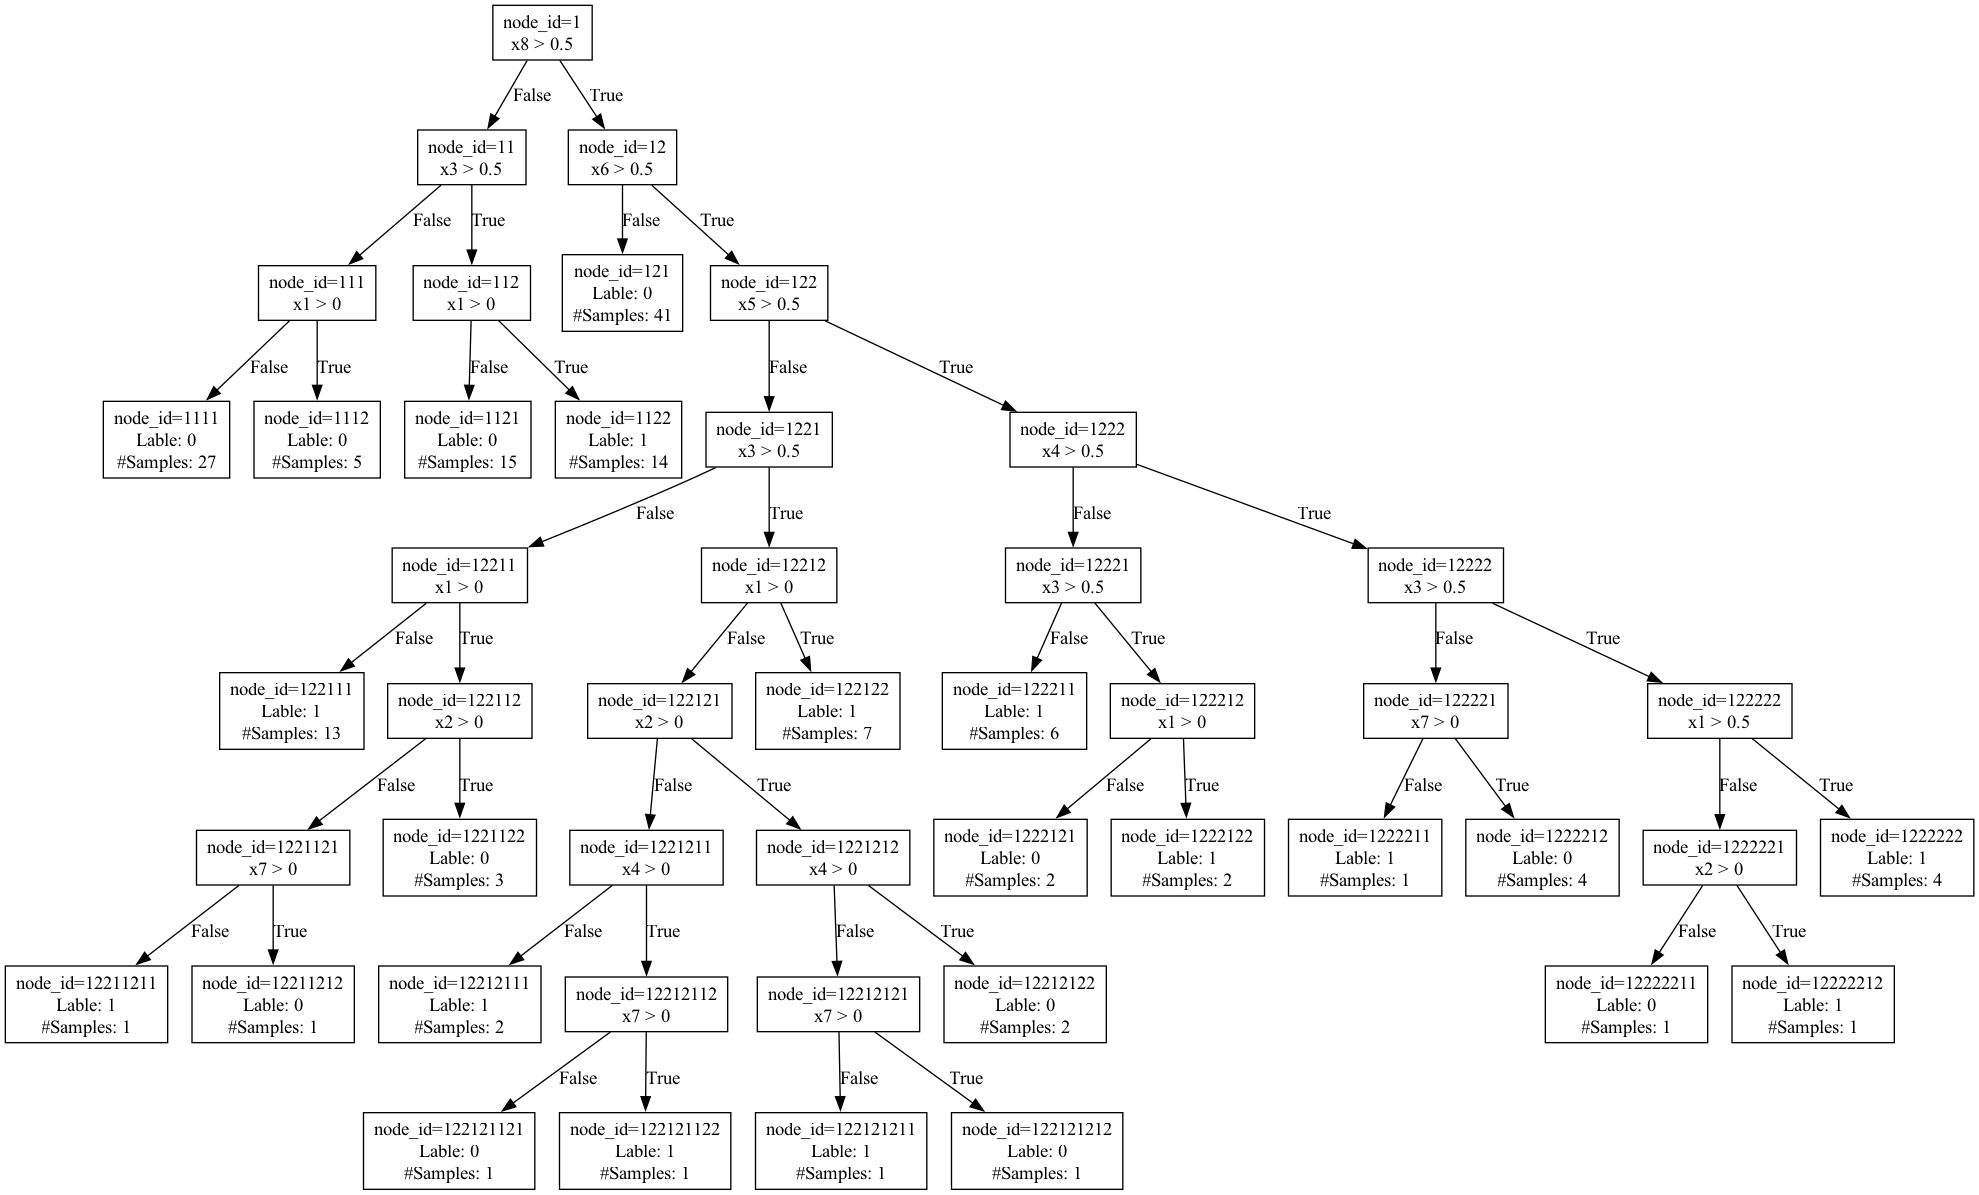 node_id=1
x8 > 0.5
False
True
node_id=11
x3 > 0.5
node_id=12
x6 > 0.5
False
True
False
True
node_id=111
x1 > 0
node_id=112
x1 > 0
node_id=121
Lable: 0
#Samples: 41
node_id=122
x5 > 0.5
False
True
False
True
False
True
node_id=1111
Lable: 0
#Samples: 27
node_id=1112
Lable: 0
#Samples: 5
node_id=1121
Lable: 0
#Samples: 15
node_id=1122
Lable: 1
#Samples: 14
node_id=1221
x3 > 0.5
node_id=1222
x4 > 0.5
False
True
False
True
node_id=12211
x1 > 0
node_id=12212
x1 > 0
node_id=12221
x3 > 0.5
node_id=12222
x3 > 0.5
False
True
False
True
False
True
False
True
node_id=122111
Lable: 1
#Samples: 13
node_id=122112
x2 > 0
node_id=122121
x2 > 0
node_id=122122
Lable: 1
#Samples: 7
node_id=122211
Lable: 1
#Samples: 6
node_id=122212
x1 > 0
node_id=122221
x7 > 0
node_id=122222
x1 > 0.5
False
True
False
True
False
True
False
True
False
True
node_id=1221121
x7 > 0
node_id=1221122
Lable: 0
#Samples: 3
node_id=1221211
x4 > 0
node_id=1221212
x4 > 0
node_id=1222121
Lable: 0
#Samples: 2
node_id=1222122
Lable: 1
#Samples: 2
node_id=1222211
Lable: 1
#Samples: 1
node_id=1222212
Lable: 0
#Samples: 4
node_id=1222221
x2 > 0
node_id=1222222
Lable: 1
#Samples: 4
False
True
False
True
False
True
False
True
node_id=12211211
Lable: 1
#Samples: 1
node_id=12211212
Lable: 0
#Samples: 1
node_id=12212111
Lable: 1
#Samples: 2
node_id=12212112
x7 > 0
node_id=12212121
x7 > 0
node_id=12212122
Lable: 0
#Samples: 2
node_id=12222211
Lable: 0
#Samples: 1
node_id=12222212
Lable: 1
#Samples: 1
False
True
False
True
node_id=122121121
Lable: 0
#Samples: 1
node_id=122121122
Lable: 1
#Samples: 1
node_id=122121211
Lable: 1
#Samples: 1
node_id=122121212
Lable: 0
#Samples: 1